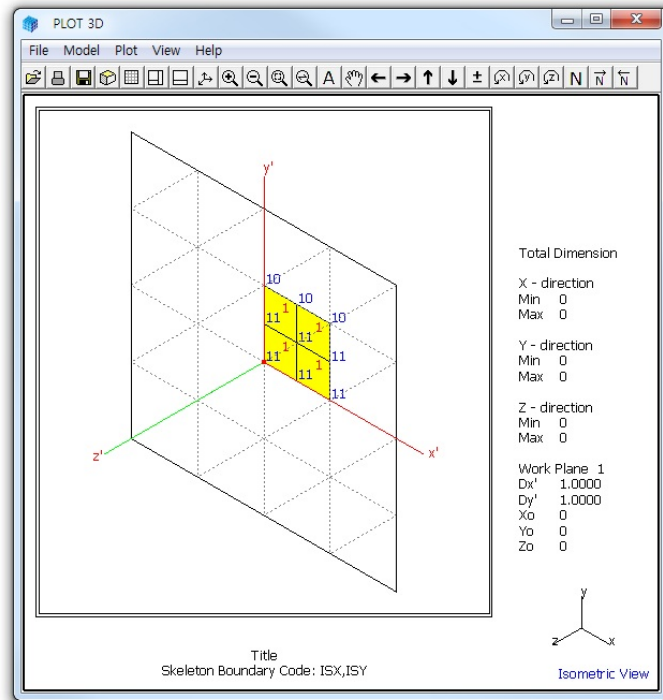 PLOT 3D
File Model Plot View Help
A ± x y z N N N
y'
10
1 10
11 1 10
11
11 1 1 11
11
11
z' x'
Total Dimension
X - direction
Min 0
Max 0
Y - direction
Min 0
Max 0
Z - direction
Min 0
Max 0
Work Plane 1
Dx' 1.0000
Dy' 1.0000
Xo 0
Yo 0
Zo 0
y
z x
Title
Skeleton Boundary Code: ISX,ISY
Isometric View